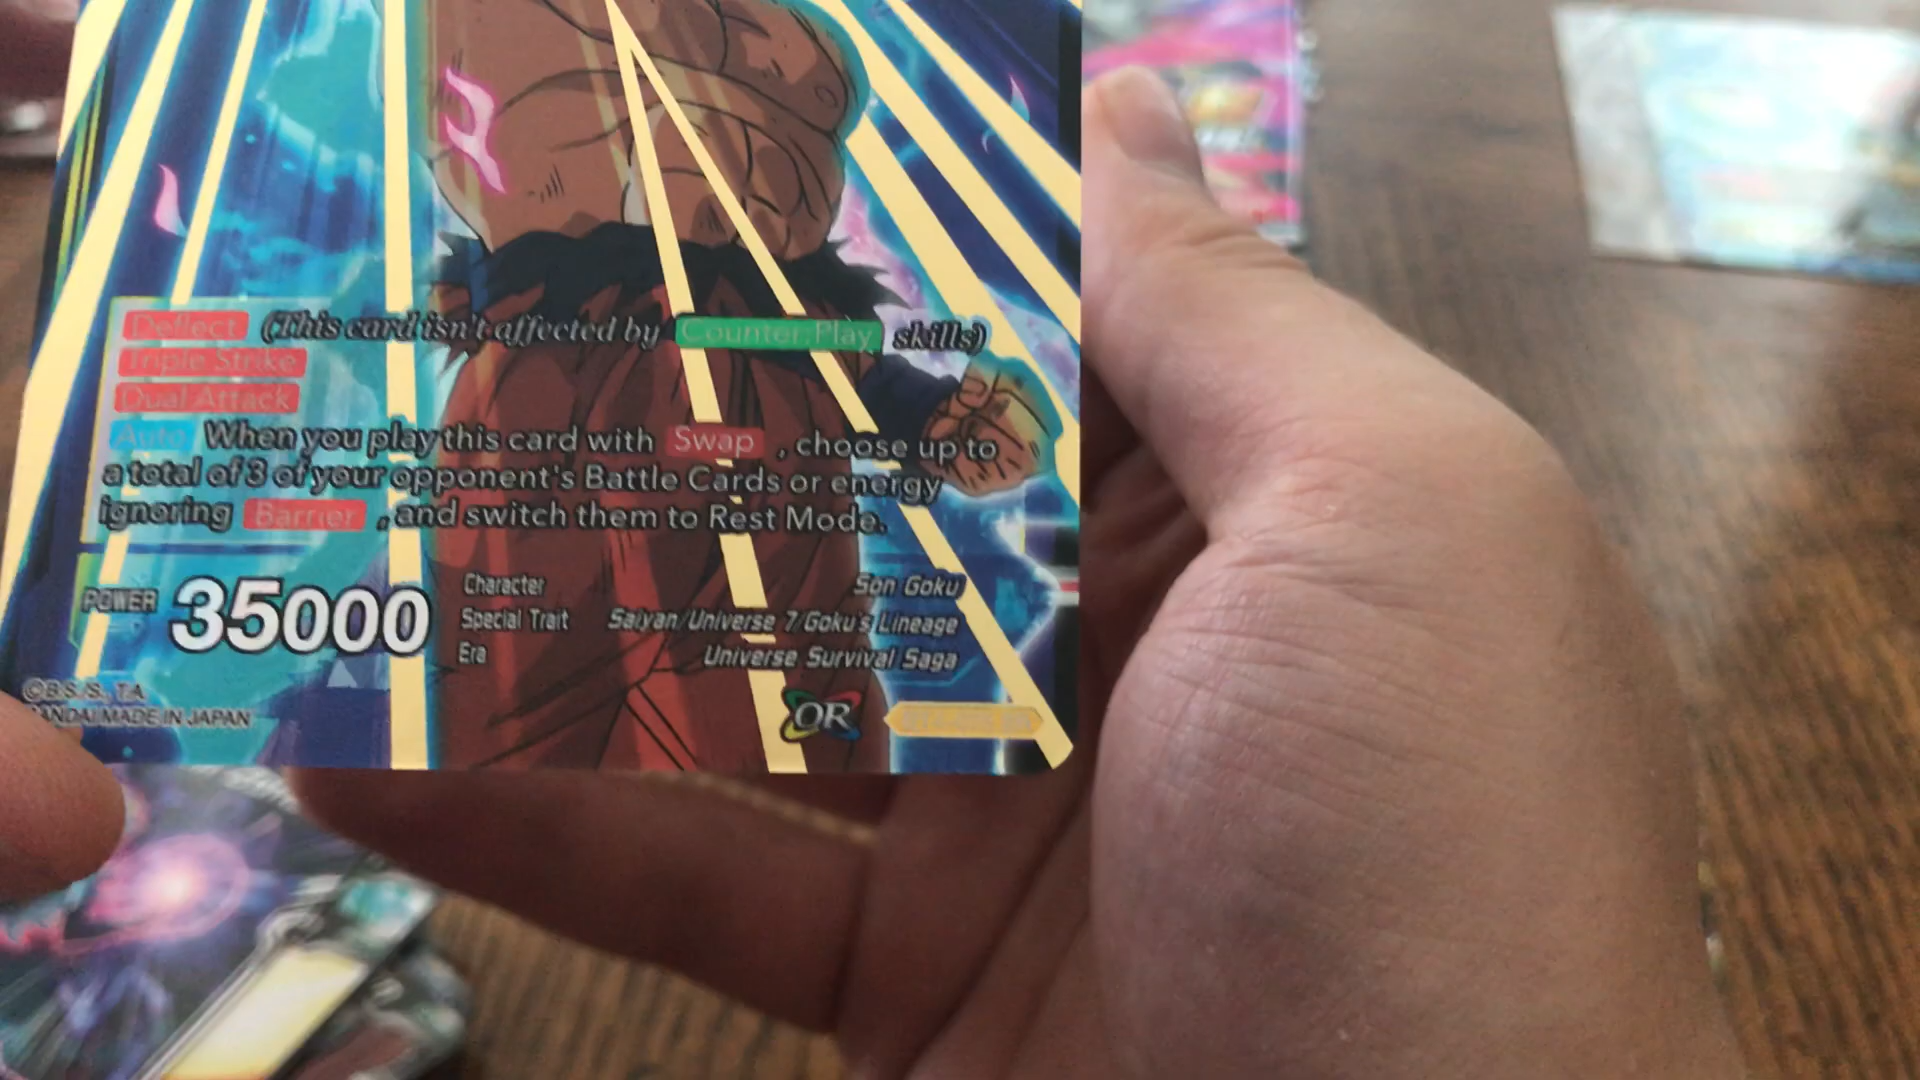 Deflect (This card isn't affected by Counter:Play skills)
Triple Strike
Dual Attack
Auto When you play this card with Swap, choose up to
a total of 3 of your opponent's Battle Cards or energy
ignoring Barrier, and switch them to Rest Mode.
POWER 35000
Character Son Goku
Special Trait Saiyan/Universe 7/Goku's Lineage
Era Universe Survival Saga
©B.S./S., T.A.
ANDAI MADE IN JAPAN
OR